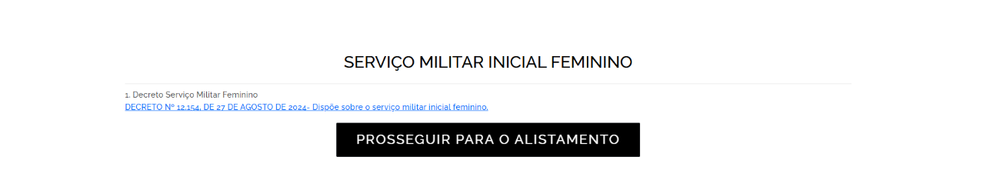 SERVIÇO MILITAR INICIAL FEMININO
1. Decreto Serviço Militar Feminino
DECRETO Nº 12.154, DE 27 DE AGOSTO DE 2024- Dispõe sobre o serviço militar inicial feminino.
PROSSEGUIR PARA O ALISTAMENTO